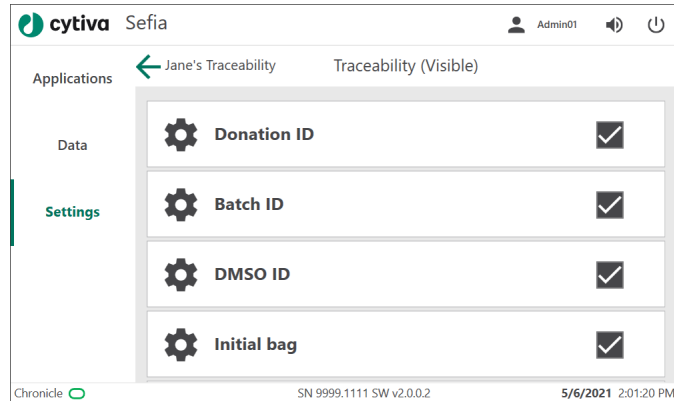 cytiva Sefia Admin01
Applications
Jane's Traceability Traceability (Visible)
Donation ID
Data
Batch ID
Settings
DMSO ID
Initial bag
Chronicle SN 9999.1111 SW v2.0.0.2 5/6/2021 2:01:20 PM